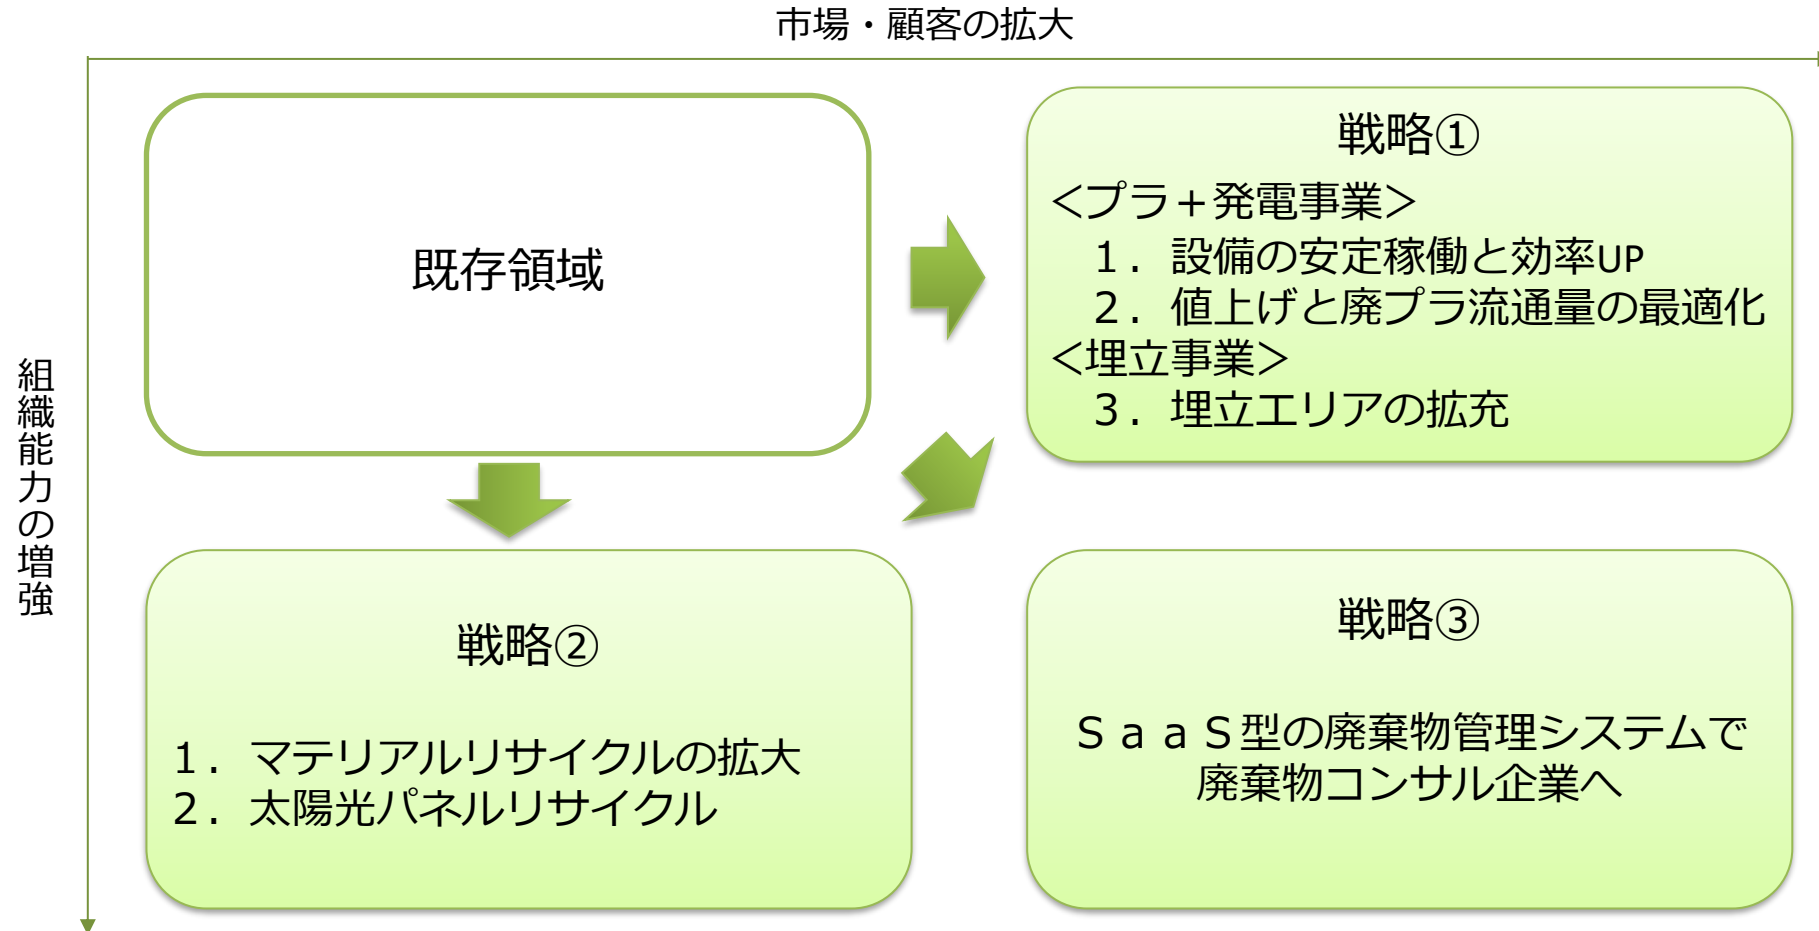 市場・顧客の拡大
組織能力の増強
既存領域
戦略①
＜プラ＋発電事業＞
１．設備の安定稼働と効率UP
２．値上げと廃プラ流通量の最適化
＜埋立事業＞
３．埋立エリアの拡充
戦略②
１．マテリアルリサイクルの拡大
２．太陽光パネルリサイクル
戦略③
ＳａａＳ型の廃棄物管理システムで
廃棄物コンサル企業へ